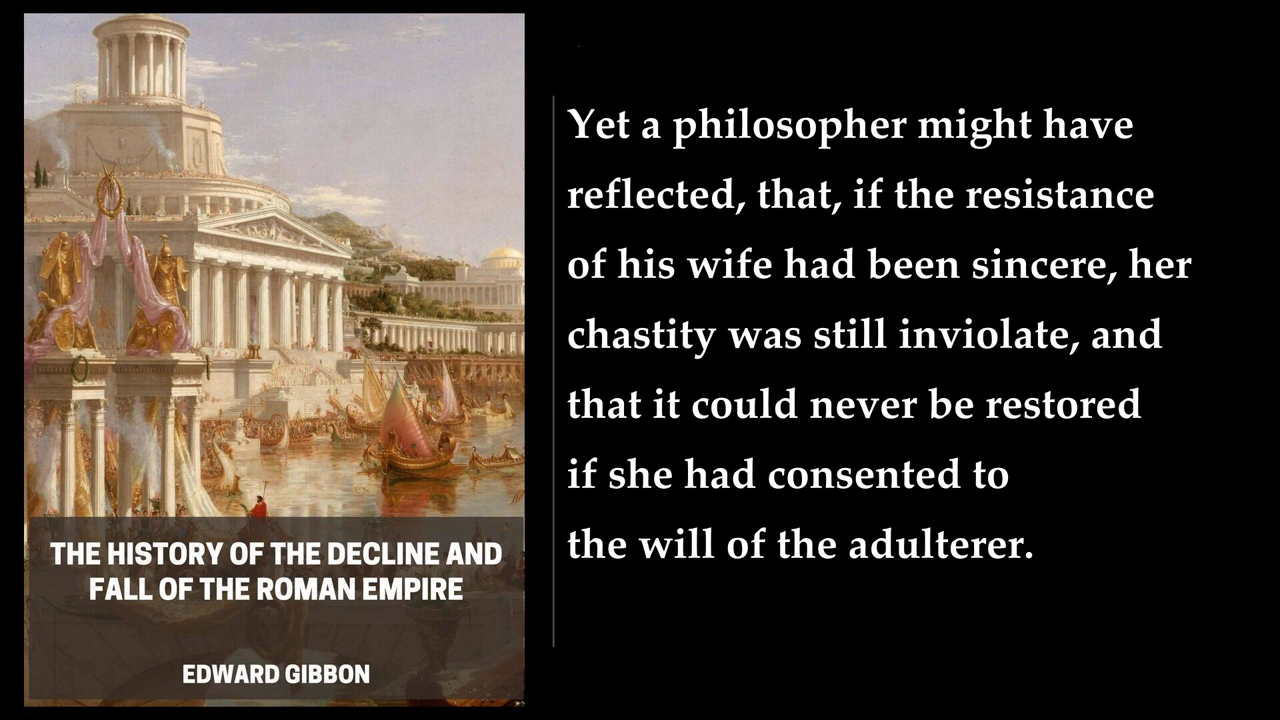 Yet a philosopher might have
reflected, that, if the resistance
of his wife had been sincere, her
chastity was still inviolate, and
that it could never be restored
if she had consented to
the will of the adulterer.
THE HISTORY OF THE DECLINE AND
FALL OF THE ROMAN EMPIRE
EDWARD GIBBON